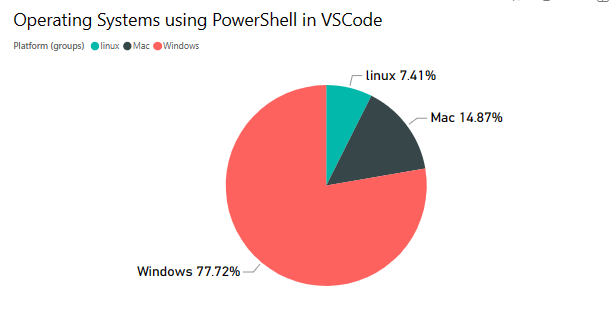 Operating Systems using PowerShell in VSCode
Platform (groups) linux Mac Windows
linux 7.41%
Mac 14.87%
Windows 77.72%